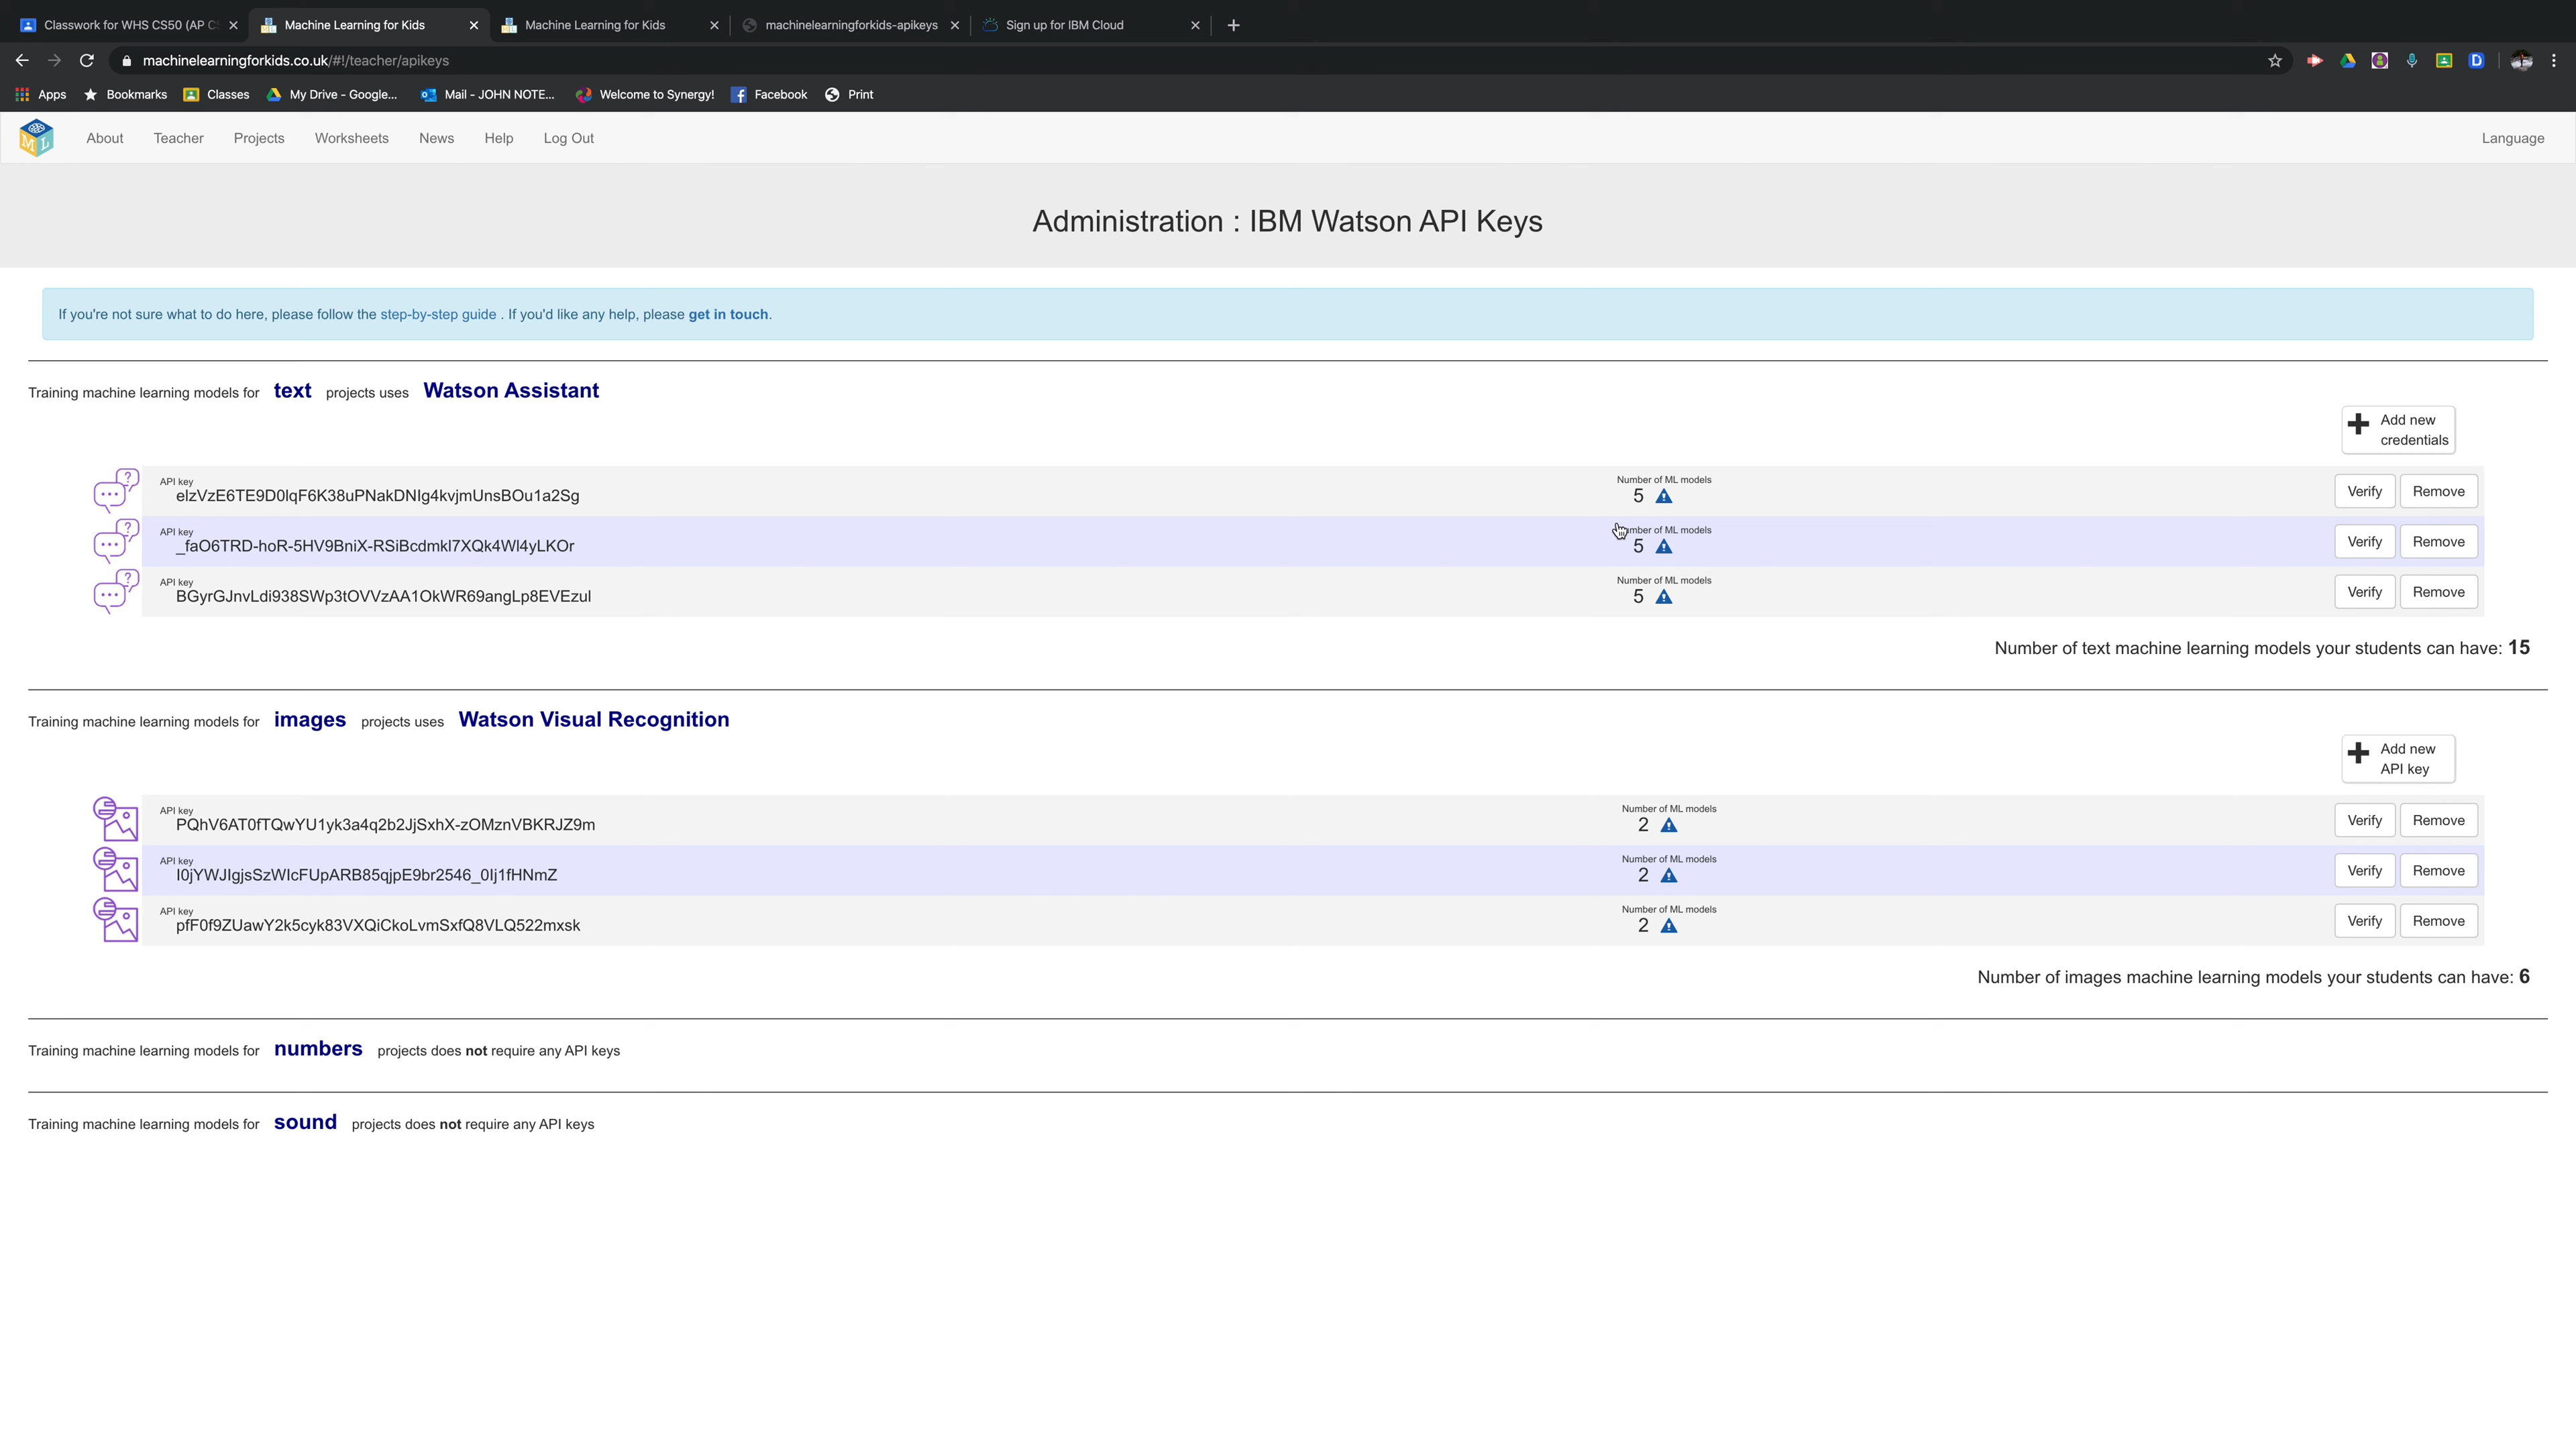 Classwork for WHS CS50 (AP CS
Machine Learning for Kids
Machine Learning for Kids
machinelearningforkids-apikeys
Sign up for IBM Cloud
machinelearningforkids.co.uk/#!/teacher/apikeys
Apps Bookmarks Classes My Drive - Google... Mail - JOHN NOTE... Welcome to Synergy! Facebook Print
About Teacher Projects Worksheets News Help Log Out Language
Administration : IBM Watson API Keys
If you're not sure what to do here, please follow the step-by-step guide . If you'd like any help, please get in touch.
Training machine learning models for text projects uses Watson Assistant
Add new
credentials
API key Number of ML models
elzVzE6TE9D0lqF6K38uPNakDNIg4kvjmUnsBOu1a2Sg 5 Verify Remove
API key Number of ML models
_faO6TRD-hoR-5HV9BniX-RSiBcdmkl7XQk4Wl4yLKOr 5 Verify Remove
API key Number of ML models
BGyrGJnvLdi938SWp3tOVVzAA1OkWR69angLp8EVEzul 5 Verify Remove
Number of text machine learning models your students can have: 15
Training machine learning models for images projects uses Watson Visual Recognition
Add new
API key
API key Number of ML models
PQhV6AT0fTQwYU1yk3a4q2b2JjSxhX-zOMznVBKRJZ9m 2 Verify Remove
API key Number of ML models
I0jYWJIgjsSzWIcFUpARB85qjpE9br2546_0Ij1fHNmZ 2 Verify Remove
API key Number of ML models
pfF0f9ZUawY2k5cyk83VXQiCkoLvmSxfQ8VLQ522mxsk 2 Verify Remove
Number of images machine learning models your students can have: 6
Training machine learning models for numbers projects does not require any API keys
Training machine learning models for sound projects does not require any API keys